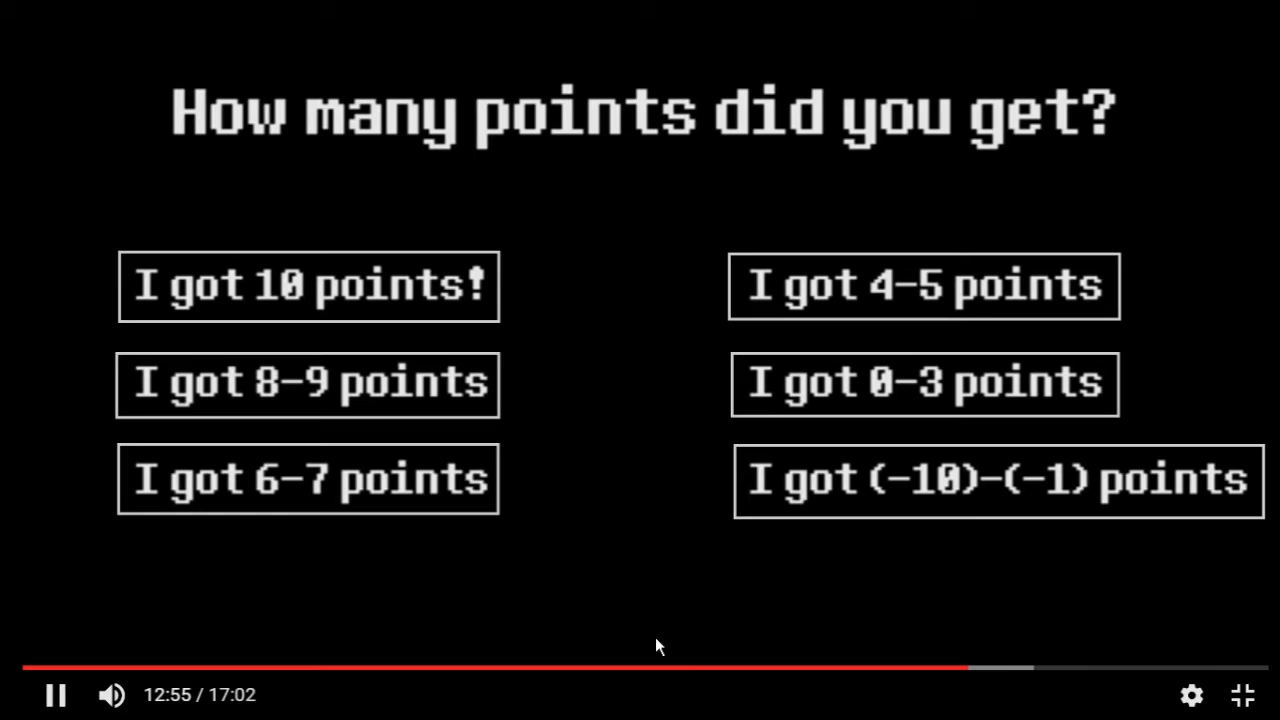 How many points did you get?
I got 10 points!
I got 8-9 points
I got 6-7 points
I got 4-5 points
I got 0-3 points
I got (-10)-(-1) points
12:55 / 17:02